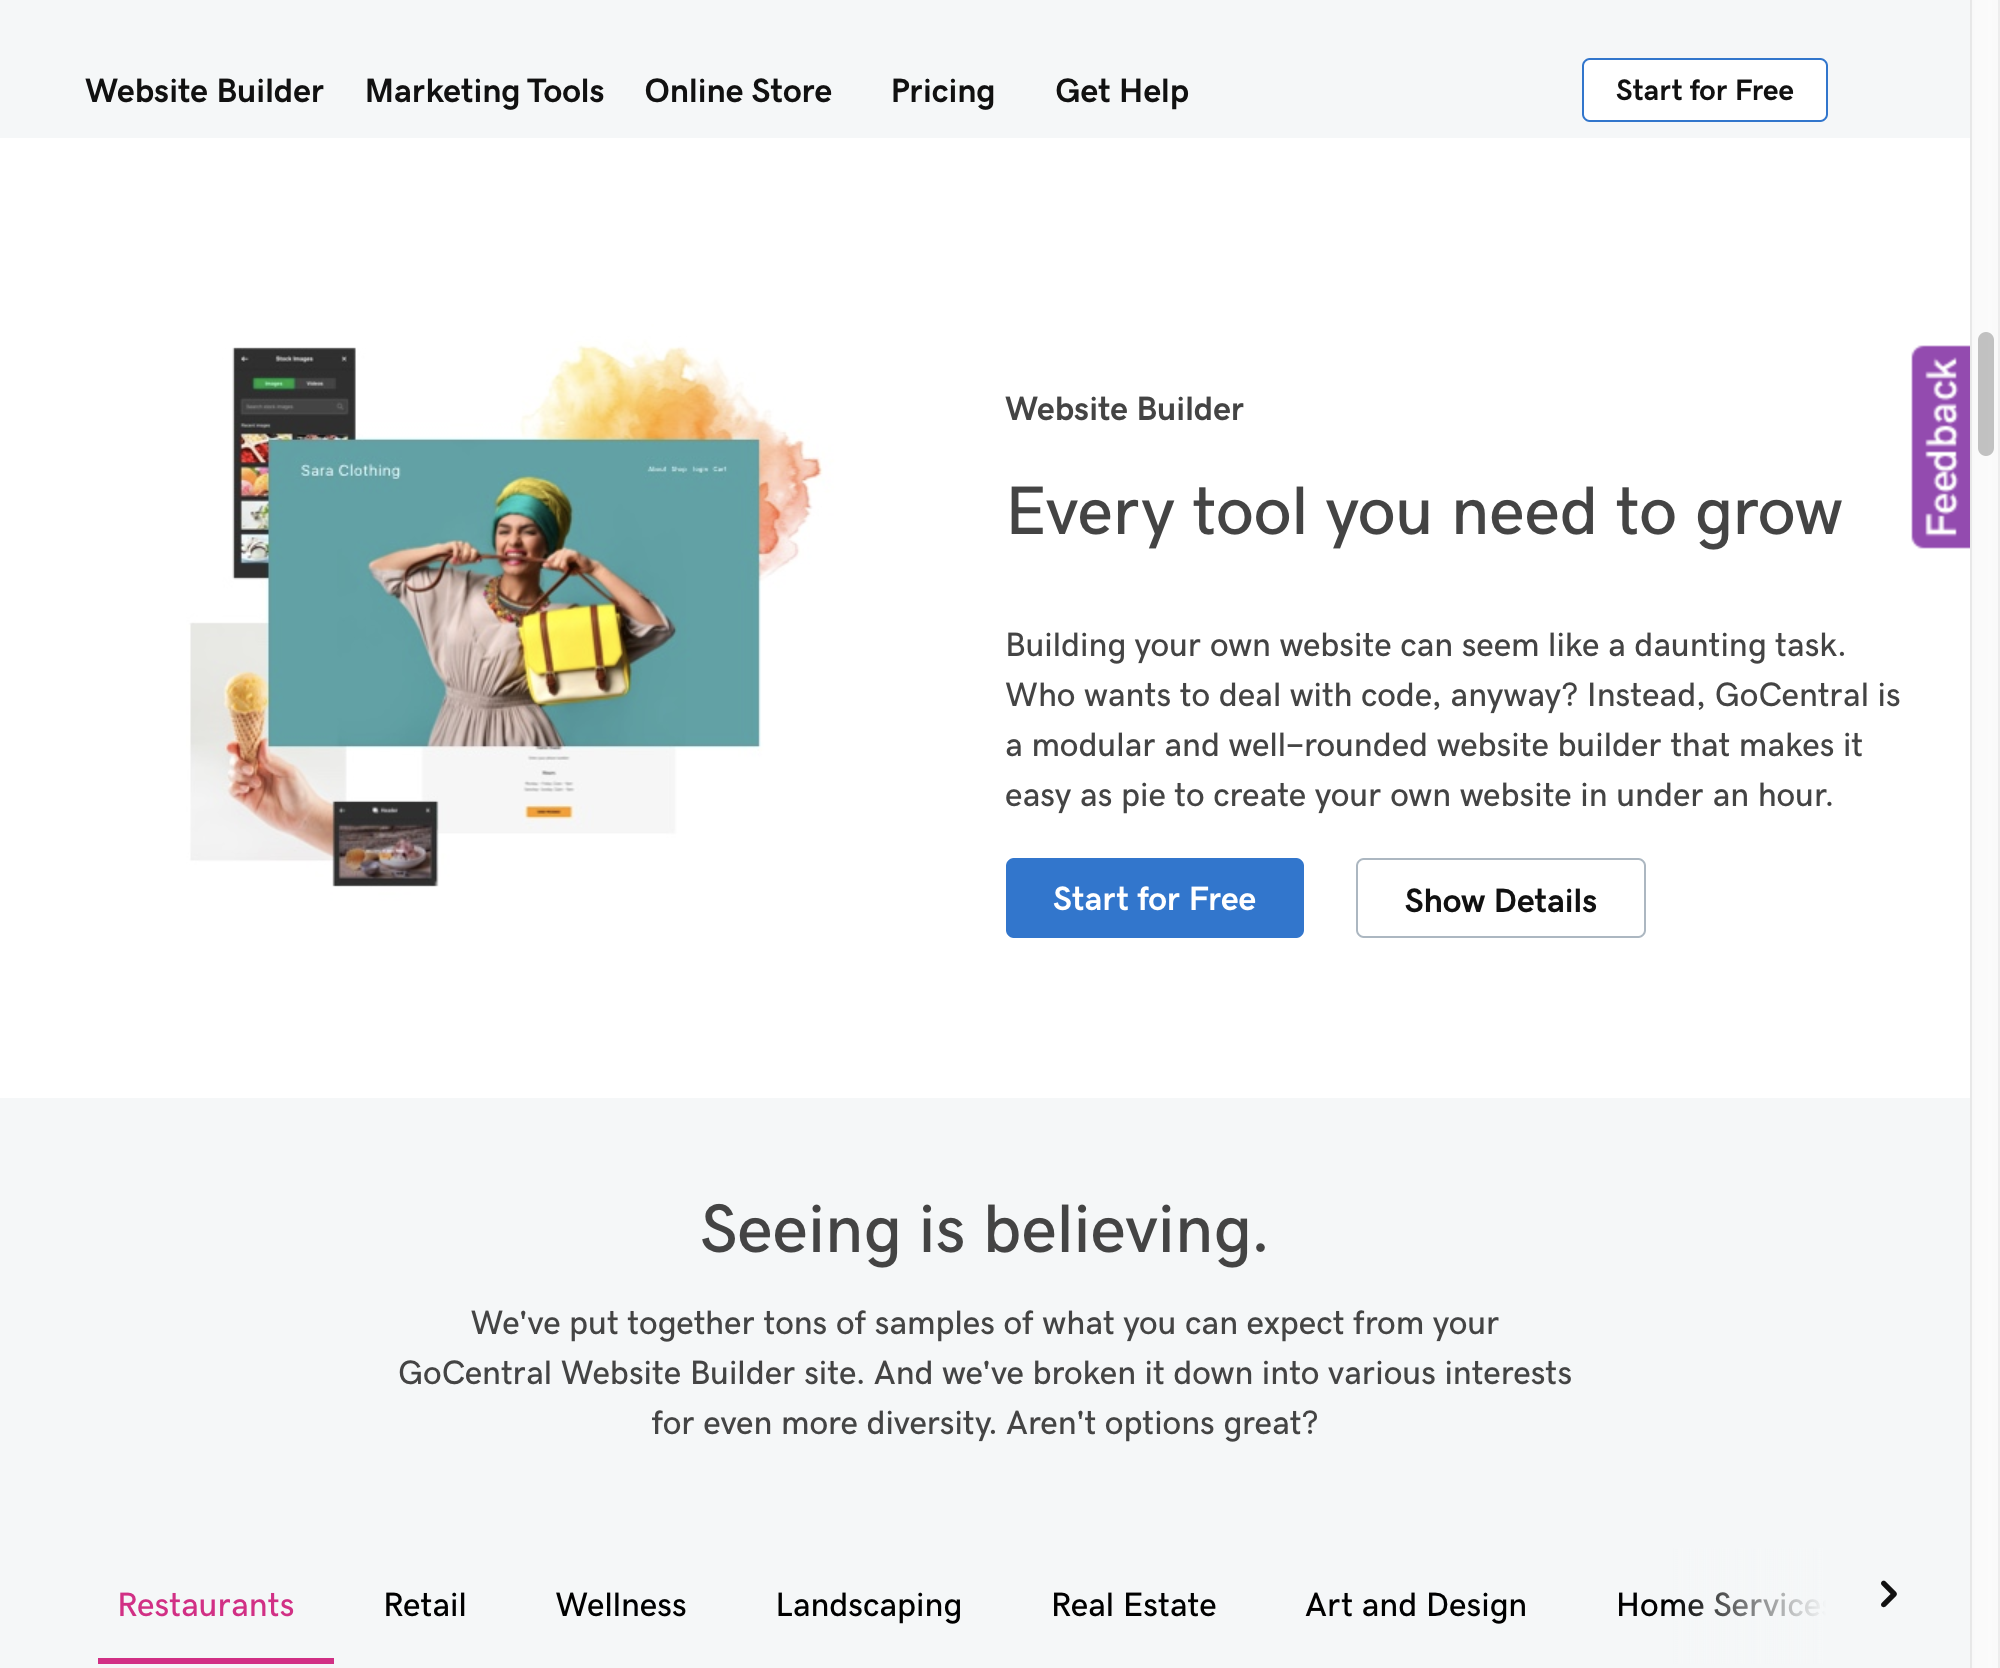 Website Builder Marketing Tools Online Store Pricing Get Help Start for Free
Stock Images
Images Videos
Search stock images
Recent images
Sara Clothing About Shop Login Cart
Header
Website Builder
Every tool you need to grow
Building your own website can seem like a daunting task.
Who wants to deal with code, anyway? Instead, GoCentral is
a modular and well-rounded website builder that makes it
easy as pie to create your own website in under an hour.
Start for Free Show Details
Feedback
Seeing is believing.
We've put together tons of samples of what you can expect from your
GoCentral Website Builder site. And we've broken it down into various interests
for even more diversity. Aren't options great?
Restaurants Retail Wellness Landscaping Real Estate Art and Design Home Service